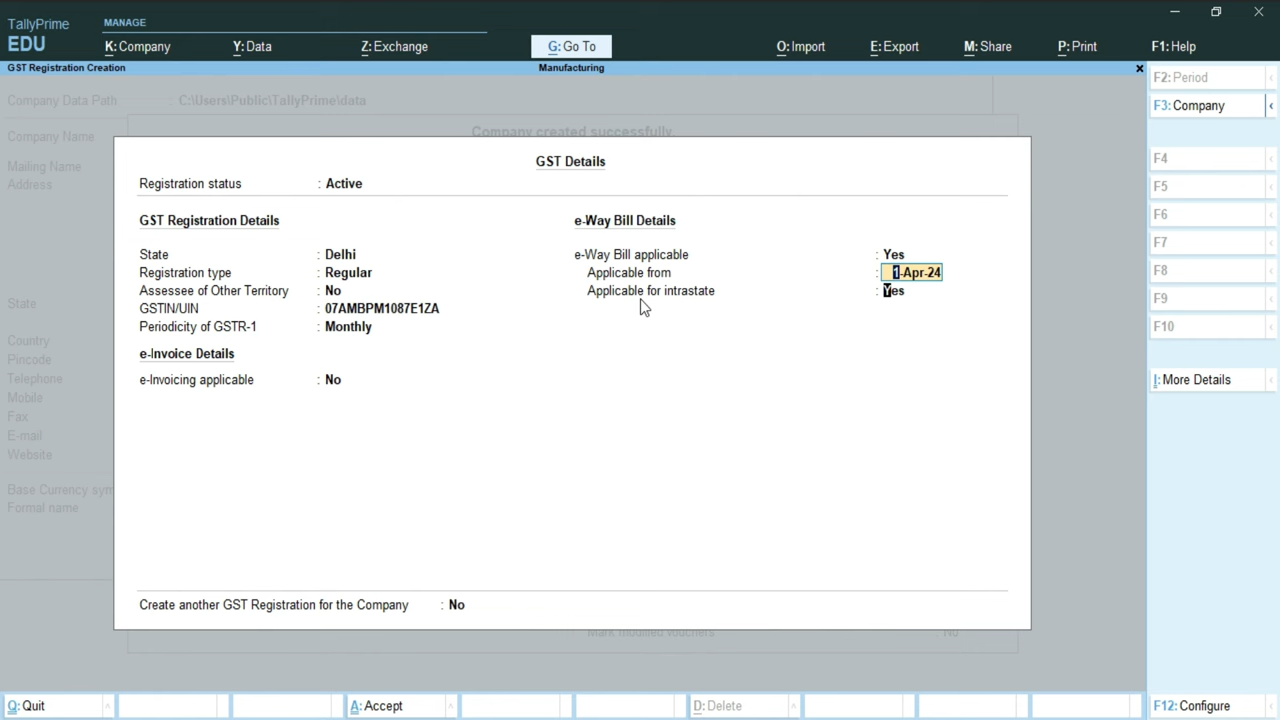 TallyPrime
EDU
MANAGE
K: Company
Y: Data
Z: Exchange
G: Go To
O: Import
E: Export
M: Share
P: Print
F1: Help
GST Registration Creation
Manufacturing
×
F2: Period
F3: Company
Company Data Path : C:\Users\Public\TallyPrime\data
Company created successfully.
Company Name
Mailing Name
Address
State
Country
Pincode
Telephone
Mobile
Fax
E-mail
Website
Base Currency sym
Formal name
GST Details
Registration status : Active
GST Registration Details
State : Delhi
Registration type : Regular
Assessee of Other Territory : No
GSTIN/UIN : 07AMBPM1087E1ZA
Periodicity of GSTR-1 : Monthly
e-Invoice Details
e-Invoicing applicable : No
e-Way Bill Details
e-Way Bill applicable : Yes
Applicable from : 1-Apr-24
Applicable for intrastate : Yes
Create another GST Registration for the Company : No
Mark modified vouchers : No
F4
F5
F6
F7
F8
F9
F10
I: More Details
Q: Quit
A: Accept
D: Delete
F12: Configure